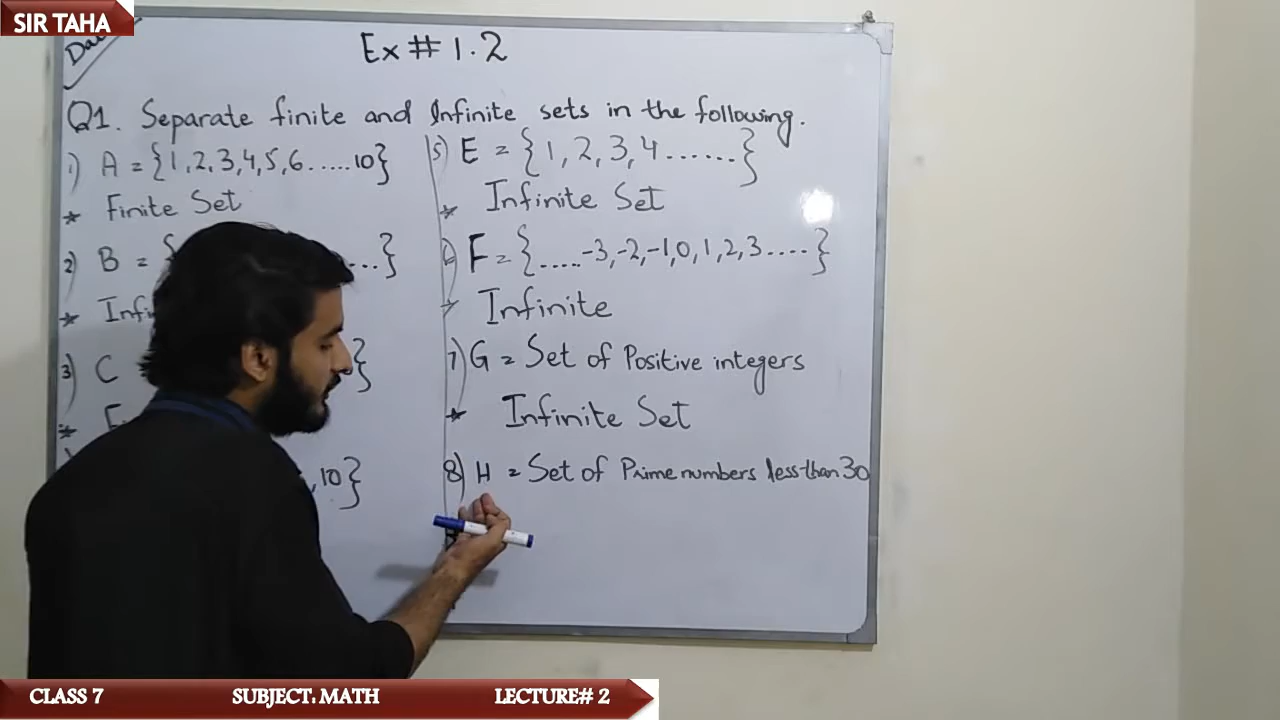 SIR TAHA
Ex # 1.2
Q1. Separate finite and Infinite sets in the following.
1) A = {1,2,3,4,5,6.....10}
* Finite Set
2) B = {
...}
*
3) C
}
,10}
5) E = {1, 2, 3, 4......}
* Infinite Set
6) F = {.....-3,-2,-1,0,1,2,3....}
* Infinite
7) G = Set of Positive integers
* Infinite Set
8) H = Set of Prime numbers less than 30
CLASS 7
SUBJECT: MATH
LECTURE# 2